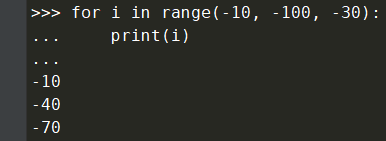 >>> for i in range(-10, -100, -30):
...     print(i)
...
-10
-40
-70